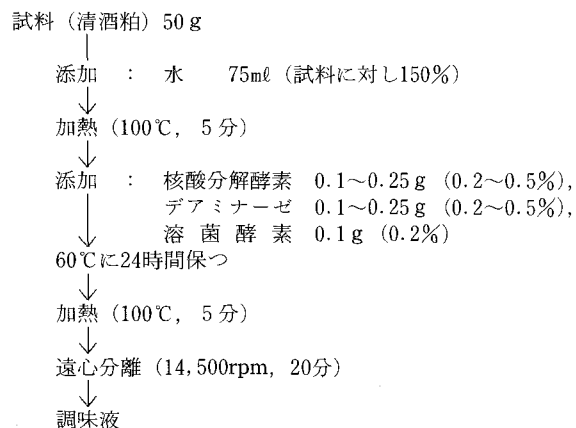 試料（清酒粕）50g
添加 : 水 75mℓ（試料に対し150%）
加熱（100℃, 5分）
添加 : 核酸分解酵素 0.1~0.25g（0.2~0.5%）,
デアミナーゼ 0.1~0.25g（0.2~0.5%）,
溶菌酵素 0.1g（0.2%）
60℃に24時間保つ
加熱（100℃, 5分）
遠心分離（14,500rpm, 20分）
調味液